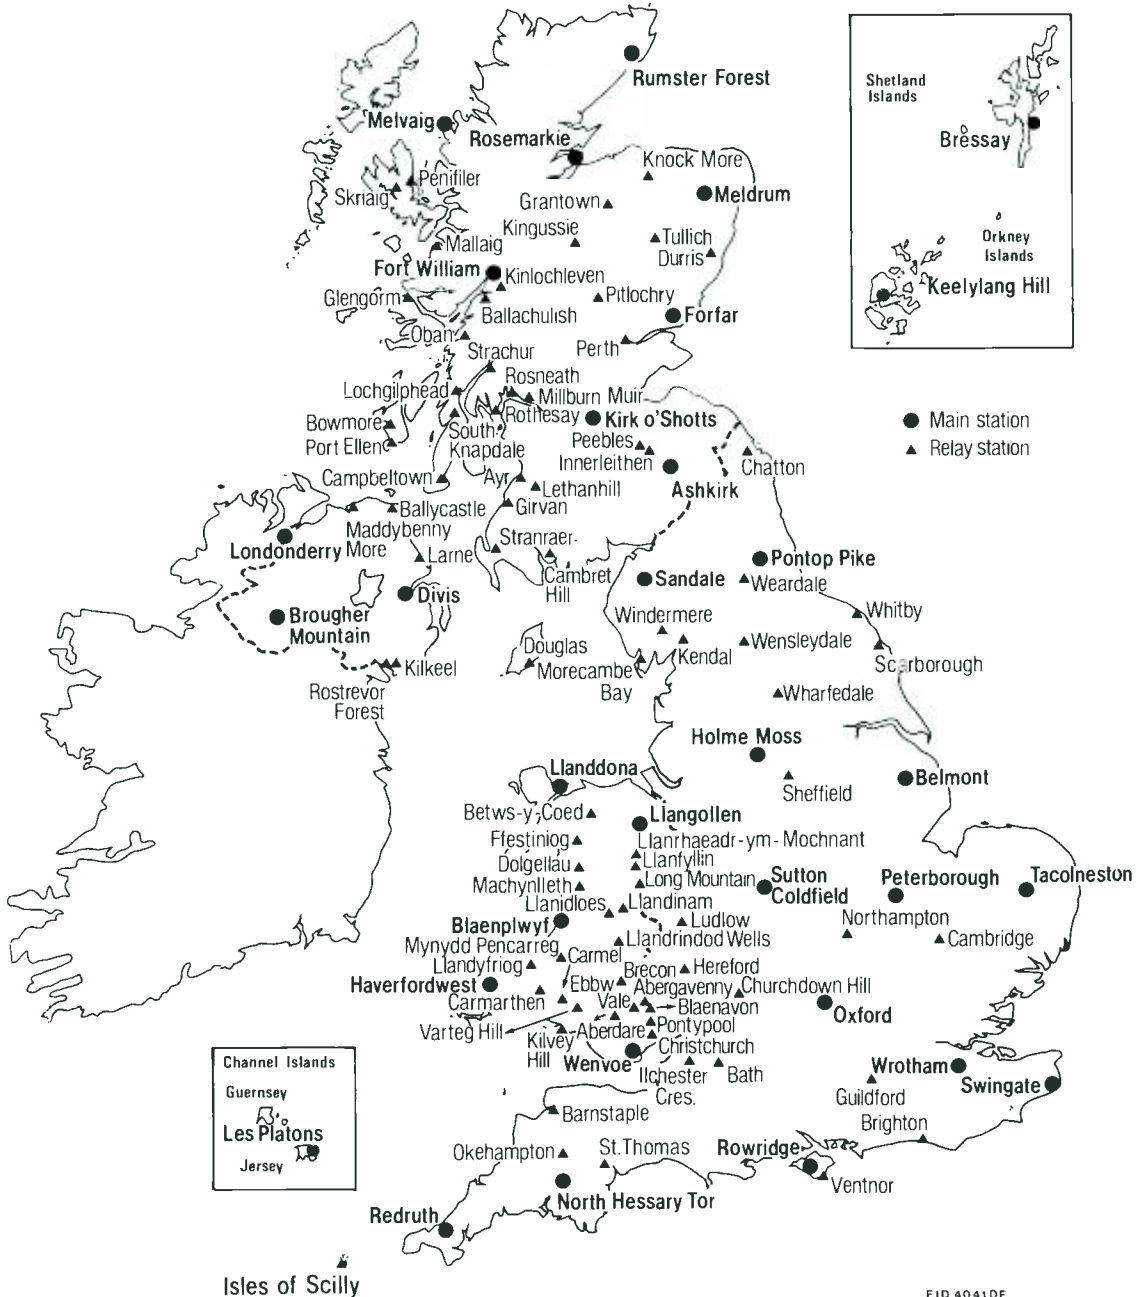 Rumster Forest
Shetland
Islands
Melvaig
Rosemarkie
Bressay
Knock More
Penifiler
Skriaig
Meldrum
Grantown
Kingussie
Tullich
Durris
Orkney
Islands
Mallaig
Fort William
Kinlochleven
Keelylang Hill
Glengorm
Pitlochry
Ballachulish
Forfar
Oban
Perth
Strachur
Rosneath
Lochgilphead
Millburn Muir
Rothesay
Kirk o'Shotts
Bowmore
Main station
Port Ellen
South
Knapdale
Peebles
Relay station
Innerleithen
Chatton
Campbeltown
Ayr
Lethanhill
Ashkirk
Girvan
Ballycastle
Maddybenny
More
Londonderry
Stranraer
Larne
Pontop Pike
Cambret
Hill
Sandale
Weardale
Divis
Brougher
Mountain
Windermere
Whitby
Douglas
Wensleydale
Kendal
Scarborough
Kilkeel
Morecambe
Bay
Rostrevor
Forest
Wharfedale
Holme Moss
Llanddona
Belmont
Sheffield
Betws-y-Coed
Llangollen
Ffestiniog
Llanrhaeadr-ym-Mochnant
Llanfyllin
Dolgellau
Long Mountain
Machynlleth
Sutton
Coldfield
Peterborough
Tacolneston
Llanidloes
Llandinam
Ludlow
Northampton
Blaenplwyf
Llandrindod Wells
Cambridge
Mynydd Pencarreg
Carmel
Llandyfriog
Brecon
Hereford
Haverfordwest
Ebbw
Vale
Abergavenny
Churchdown Hill
Carmarthen
Blaenavon
Oxford
Varteg Hill
Aberdare
Pontypool
Kilvey
Hill
Christchurch
Wenvoe
Ilchester
Cres.
Bath
Wrotham
Swingate
Channel Islands
Guernsey
Guildford
Les Platons
Barnstaple
Brighton
Jersey
Okehampton
St.Thomas
Rowridge
Ventnor
North Hessary Tor
Redruth
Isles of Scilly
EID 4041DE